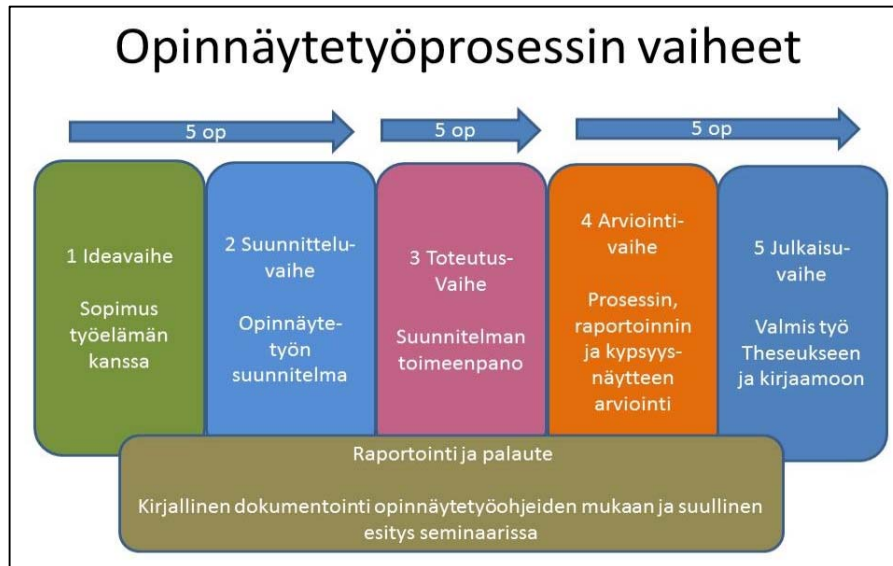 Opinnäytetyöprosessin vaiheet
5 op
5 op
5 op
1 Ideavaihe
Sopimus
työelämän
kanssa
2 Suunnittelu-
vaihe
Opinnäyte-
työn
suunnitelma
3 Toteutus-
Vaihe
Suunnitelman
toimeenpano
4 Arviointi-
vaihe
Prosessin,
raportoinnin
ja kypsyys-
näytteen
arviointi
5 Julkaisu-
vaihe
Valmis työ
Theseukseen
ja kirjaamoon
Raportointi ja palaute
Kirjallinen dokumentointi opinnäytetyöohjeiden mukaan ja suullinen
esitys seminaarissa